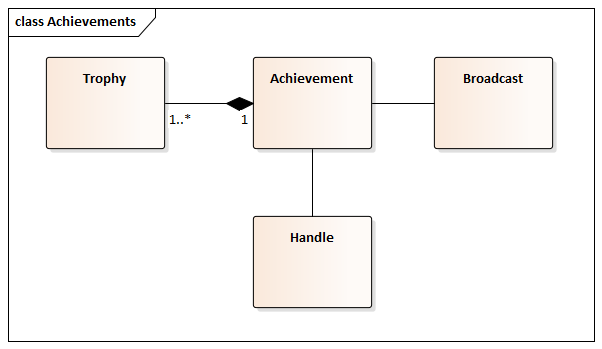 class Achievements
Trophy
Achievement
Broadcast
1..*
1
Handle